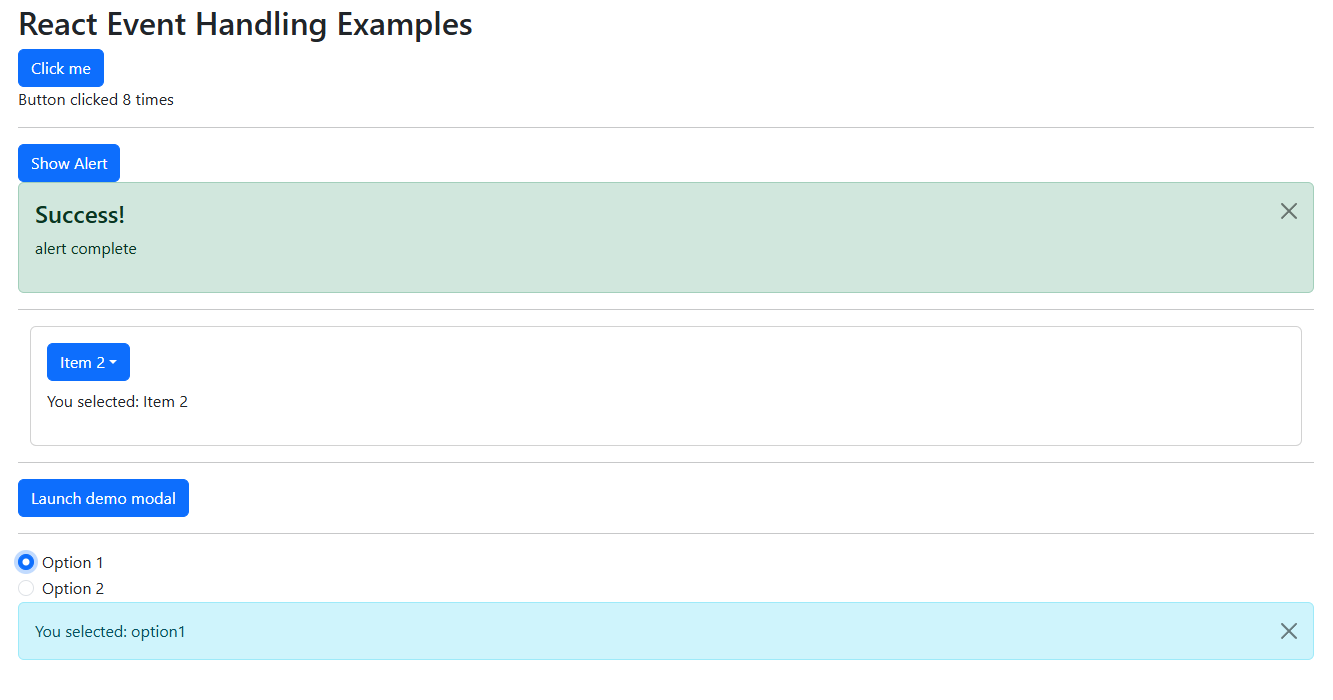 React Event Handling Examples
Click me
Button clicked 8 times
Show Alert
Success!
alert complete
Item 2
You selected: Item 2
Launch demo modal
Option 1
Option 2
You selected: option1